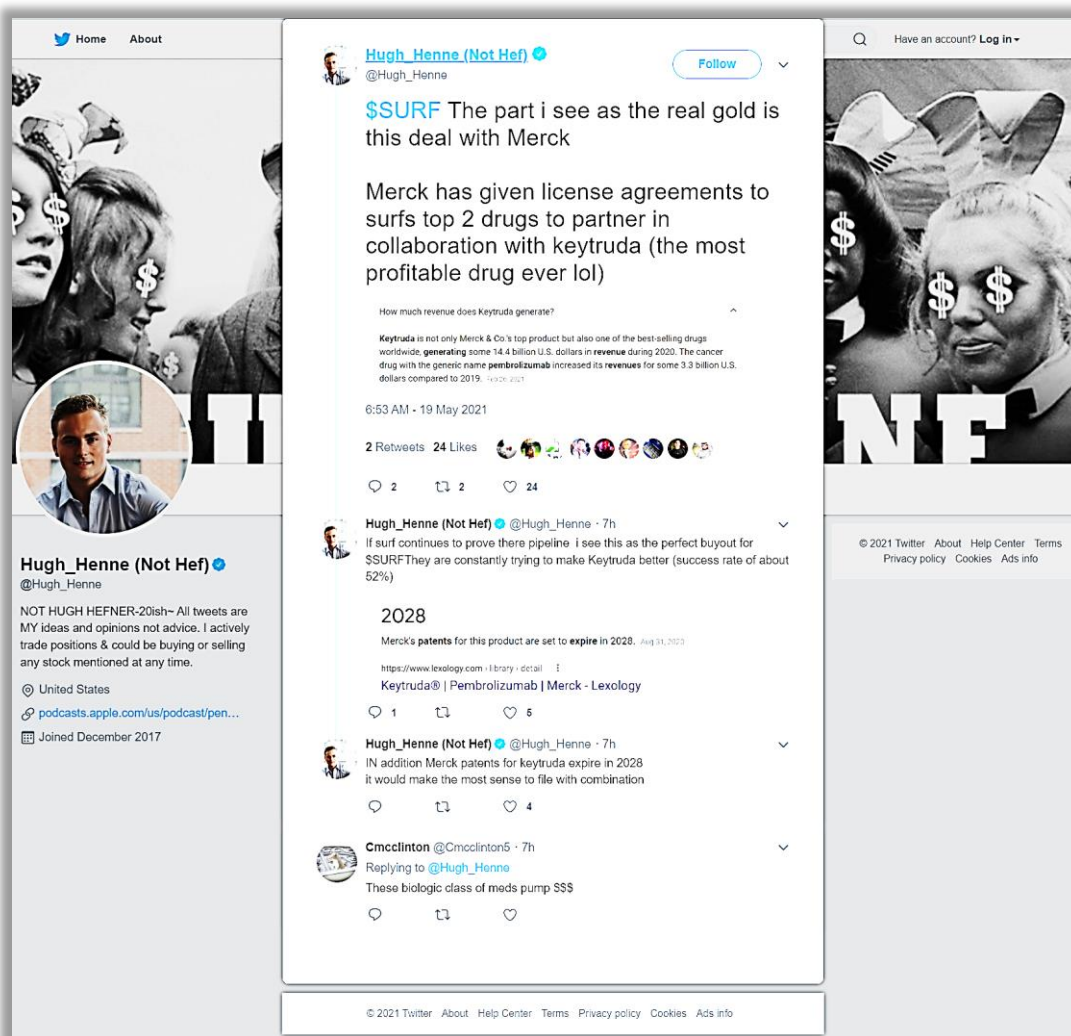 Home About
Have an account? Log in
Hugh_Henne (Not Hef)
@Hugh_Henne
Follow
$SURF The part i see as the real gold is
this deal with Merck
Merck has given license agreements to
surfs top 2 drugs to partner in
collaboration with keytruda (the most
profitable drug ever lol)
How much revenue does Keytruda generate?
Keytruda is not only Merck & Co.'s top product but also one of the best-selling drugs
worldwide, generating some 14.4 billion U.S. dollars in revenue during 2020. The cancer
drug with the generic name pembrolizumab increased its revenues for some 3.3 billion U.S.
dollars compared to 2019.
6:53 AM - 19 May 2021
2 Retweets 24 Likes
2 2 24
Hugh_Henne (Not Hef) @Hugh_Henne · 7h
If surf continues to prove there pipeline i see this as the perfect buyout for
$SURFThey are constantly trying to make Keytruda better (success rate of about
52%)
2028
Merck's patents for this product are set to expire in 2028.
https://www.lexology.com › library › detail
Keytruda® | Pembrolizumab | Merck - Lexology
1 5
Hugh_Henne (Not Hef) @Hugh_Henne · 7h
IN addition Merck patents for keytruda expire in 2028
it would make the most sense to file with combination
4
Cmcclinton @Cmcclinton5 · 7h
Replying to @Hugh_Henne
These biologic class of meds pump $$$
© 2021 Twitter About Help Center Terms Privacy policy Cookies Ads info
$ $
$
$
$
$ $
NF
Hugh_Henne (Not Hef)
@Hugh_Henne
NOT HUGH HEFNER-20ish~ All tweets are
MY ideas and opinions not advice. I actively
trade positions & could be buying or selling
any stock mentioned at any time.
United States
podcasts.apple.com/us/podcast/pen...
Joined December 2017
© 2021 Twitter About Help Center Terms
Privacy policy Cookies Ads info